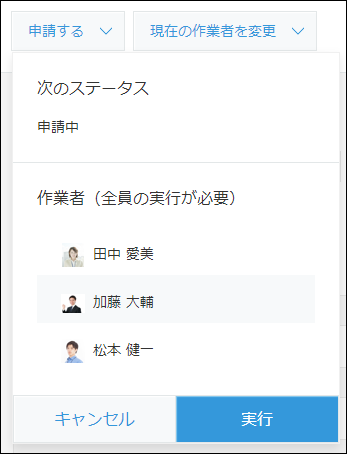 申請する
現在の作業者を変更
次のステータス
申請中
作業者（全員の実行が必要）
田中 愛美
加藤 大輔
松本 健一
キャンセル
実行